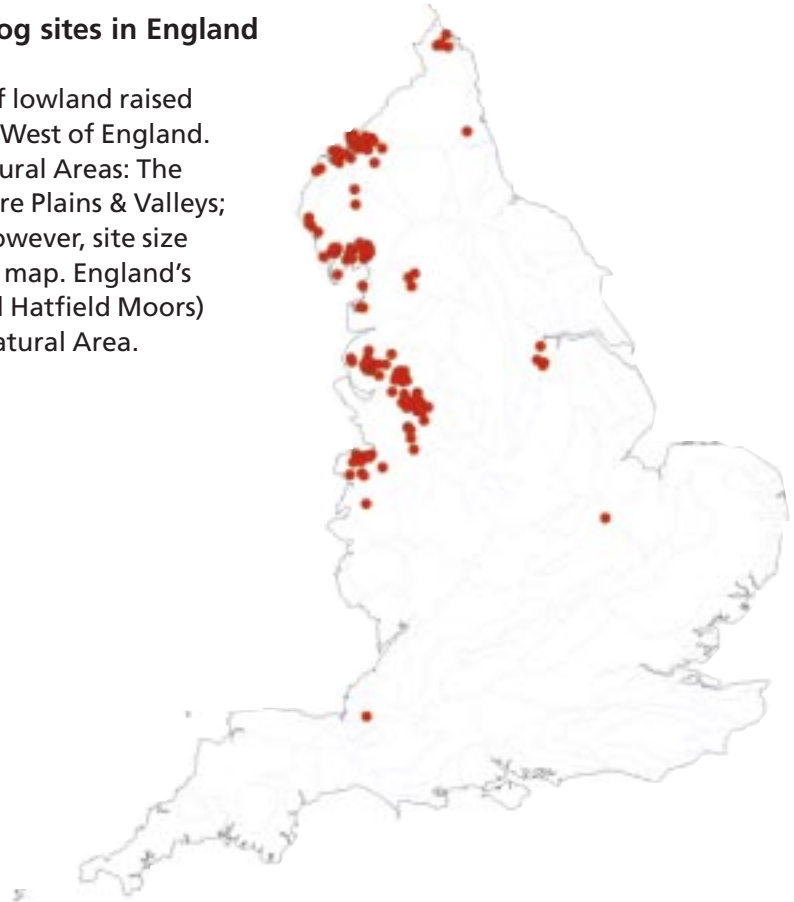 og sites in England
f lowland raised
West of England.
ural Areas: The
re Plains & Valleys;
owever, site size
map. England's
l Hatfield Moors)
atural Area.